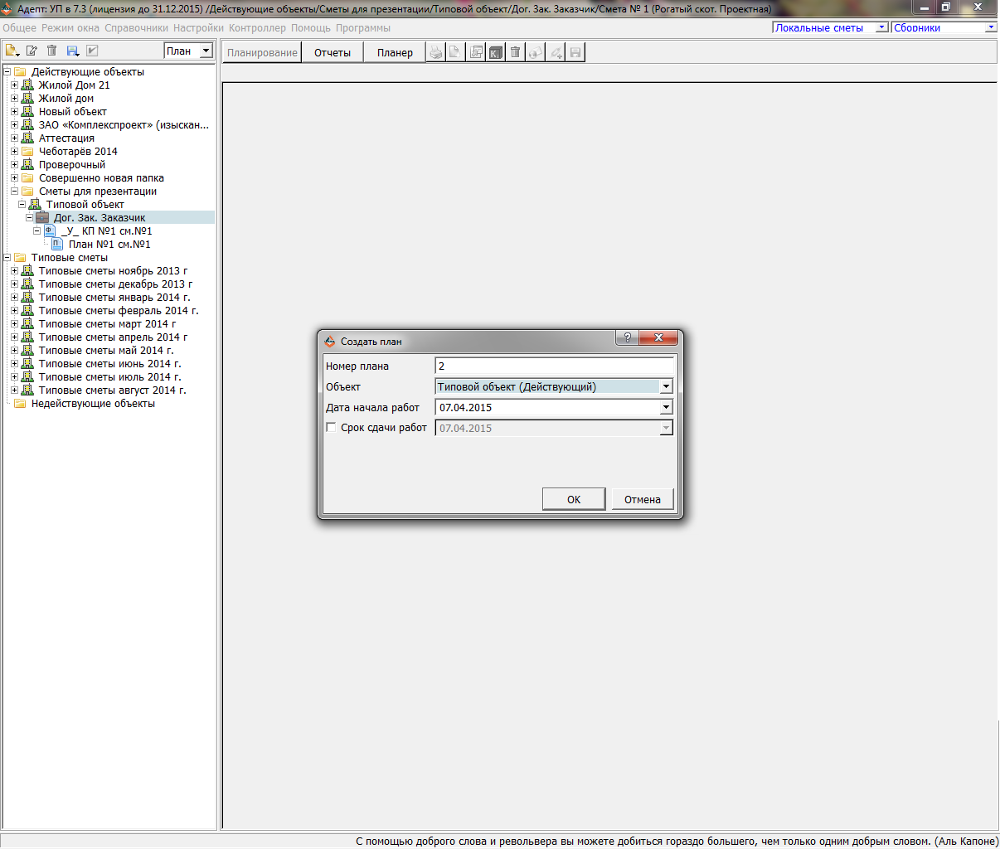 Адепт: УП в 7.3 (лицензия до 31.12.2015) /Действующие объекты/Сметы для презентации/Типовой объект/Дог. Зак. Заказчик/Смета № 1 (Рогатый скот. Проектная)
Общее Режим окна Справочники Настройки Контроллер Помощь Программы
Локальные сметы Сборники
План
Планирование Отчеты Планер
Действующие объекты
Жилой Дом 21
Жилой дом
Новый объект
ЗАО «Комплекспроект» (изыскан...
Аттестация
Чеботарёв 2014
Проверочный
Совершенно новая папка
Сметы для презентации
Типовой объект
Дог. Зак. Заказчик
_У_ КП №1 см.№1
План №1 см.№1
Типовые сметы
Типовые сметы ноябрь 2013 г
Типовые сметы декабрь 2013 г
Типовые сметы январь 2014 г.
Типовые сметы февраль 2014 г.
Типовые сметы март 2014 г
Типовые сметы апрель 2014 г
Типовые сметы май 2014 г.
Типовые сметы июнь 2014 г.
Типовые сметы июль 2014 г.
Типовые сметы август 2014 г.
Недействующие объекты
Создать план
Номер плана 2
Объект Типовой объект (Действующий)
Дата начала работ 07.04.2015
Срок сдачи работ 07.04.2015
OK Отмена
С помощью доброго слова и револьвера вы можете добиться гораздо большего, чем только одним добрым словом. (Аль Капоне)